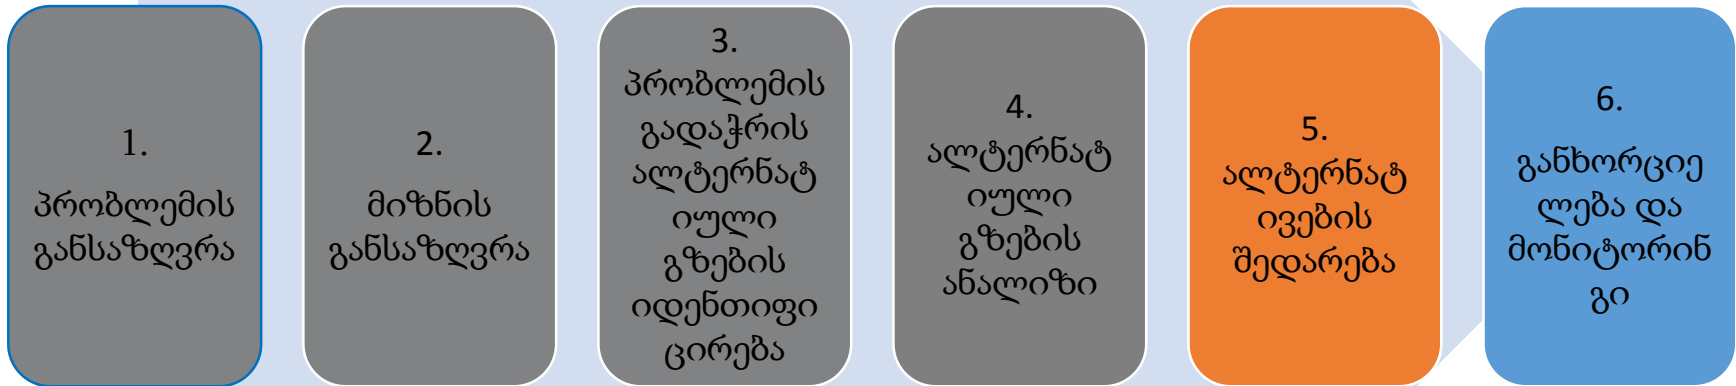 1.
პრობლემის
განსაზღვრა
2.
მიზნის
განსაზღვრა
3.
პრობლემის
გადაჭრის
ალტერნატ
იული
გზების
იდენთიფი
ცირება
4.
ალტერნატ
იული
გზების
ანალიზი
5.
ალტერნატ
ივების
შედარება
6.
განხორციე
ლება და
მონიტორინ
გი